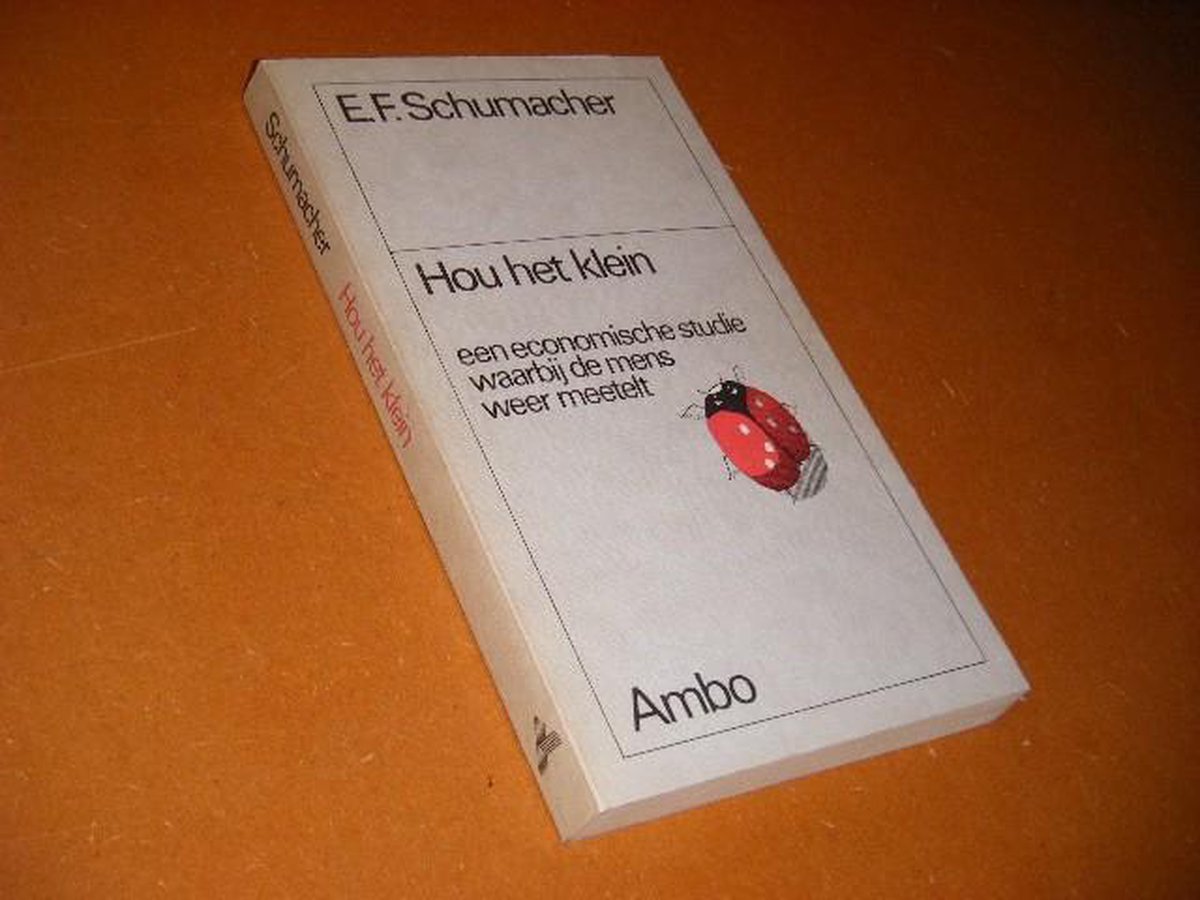 E.F. Schumacher
Hou het klein
een economische studie
waarbij de mens
weer meetelt
Ambo
Schumacher
Hou het klein